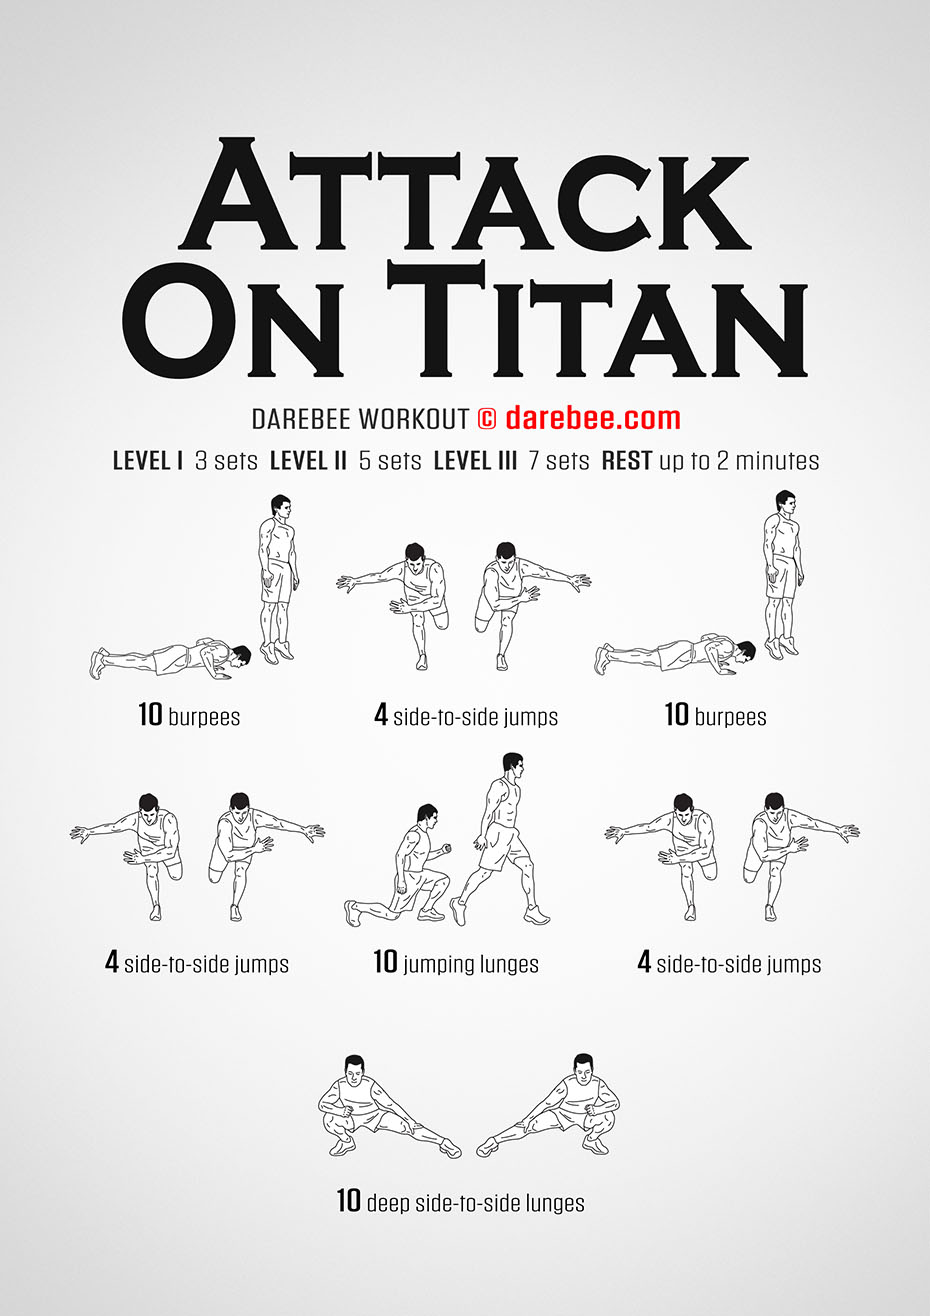 ATTACK
ON TITAN
DAREBEE WORKOUT © darebee.com
LEVEL I 3 sets LEVEL II 5 sets LEVEL III 7 sets REST up to 2 minutes
10 burpees
4 side-to-side jumps
10 burpees
4 side-to-side jumps
10 jumping lunges
4 side-to-side jumps
10 deep side-to-side lunges